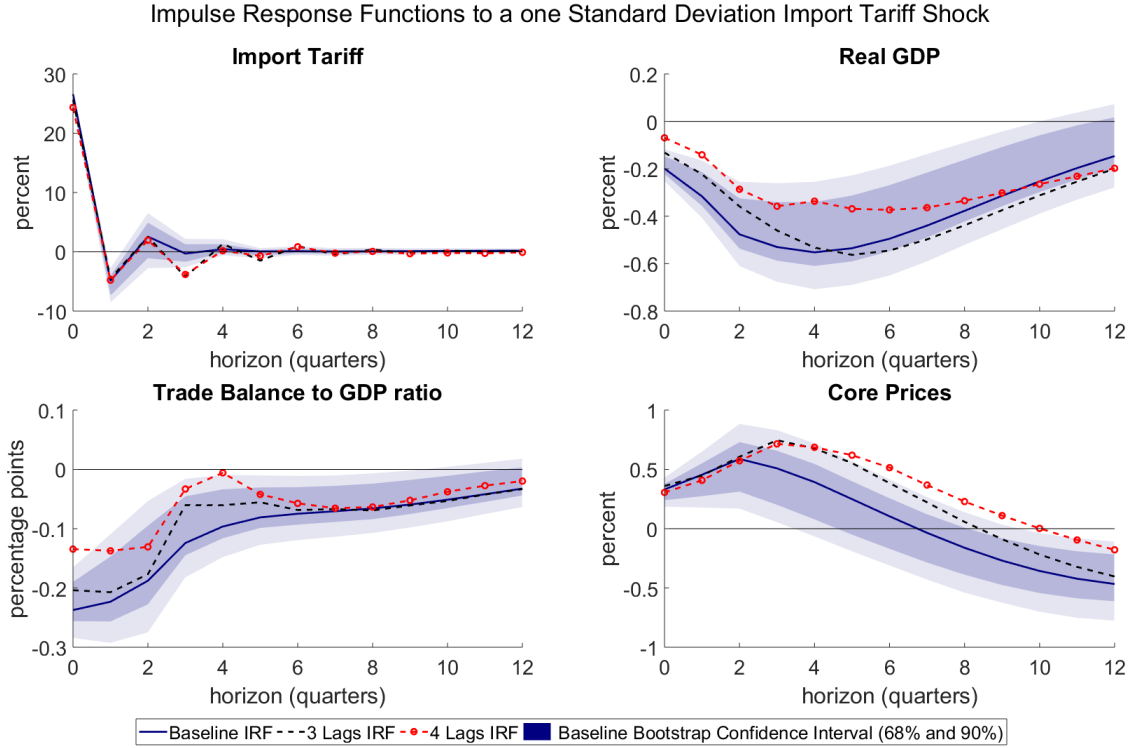 Impulse Response Functions to a one Standard Deviation Import Tariff Shock
Import Tariff
30
20
10
0
-10
percent
0 2 4 6 8 10 12
horizon (quarters)
Real GDP
0.2
0
-0.2
-0.4
-0.6
-0.8
percent
0 2 4 6 8 10 12
horizon (quarters)
Trade Balance to GDP ratio
0.1
0
-0.1
-0.2
-0.3
percentage points
0 2 4 6 8 10 12
horizon (quarters)
Core Prices
1
0.5
0
-0.5
-1
percent
0 2 4 6 8 10 12
horizon (quarters)
Baseline IRF 3 Lags IRF 4 Lags IRF Baseline Bootstrap Confidence Interval (68% and 90%)